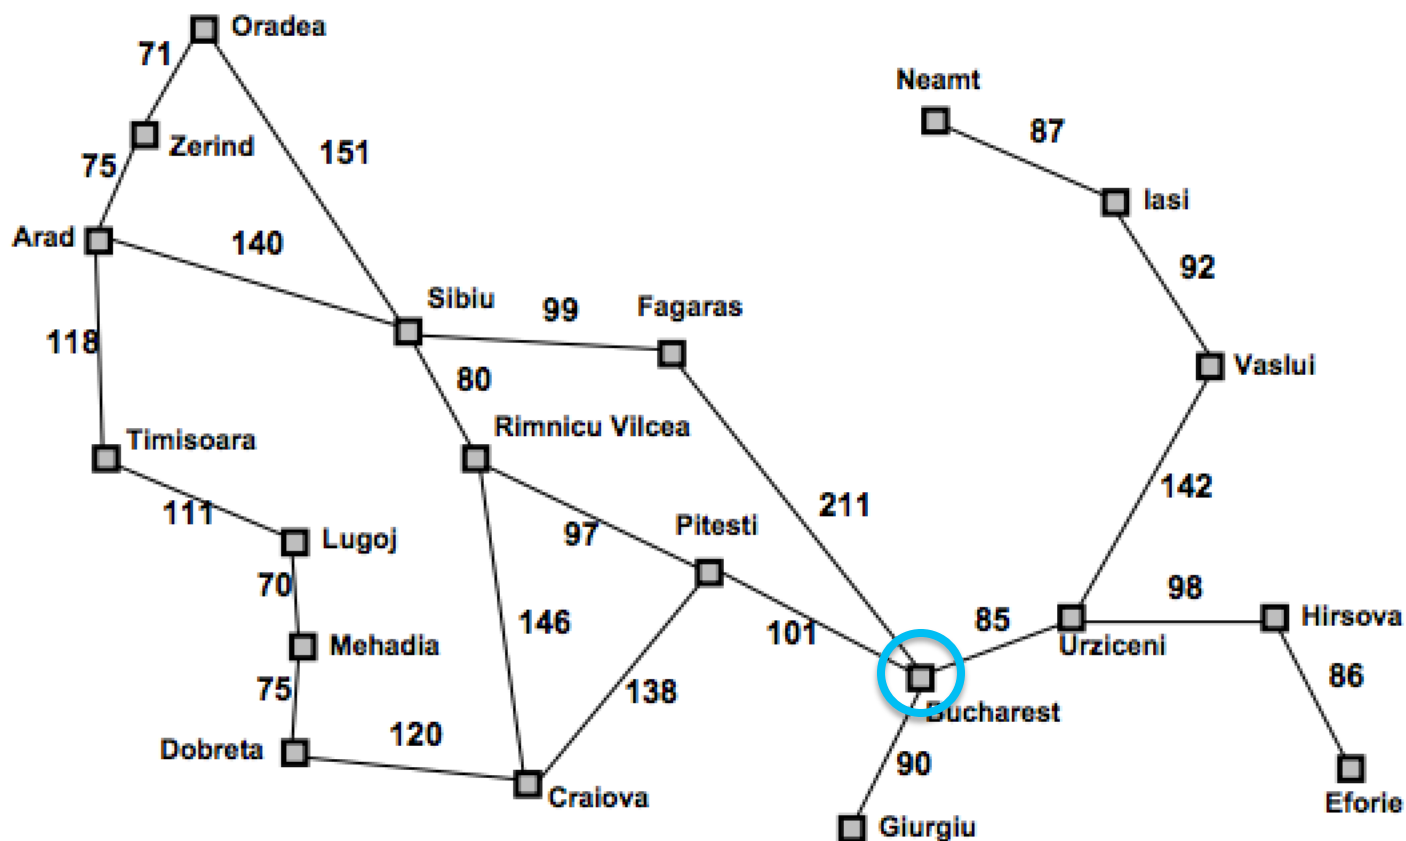 Oradea
71
Neamt
87
Zerind
151
75
Iasi
Arad
140
92
Sibiu
99
Fagaras
118
80
Vaslui
Rimnicu Vilcea
Timisoara
142
211
111
97
Pitesti
Lugoj
70
98
146
101
85
Hirsova
Mehadia
Urziceni
86
75
138
Bucharest
Dobreta
120
90
Craiova
Eforie
Giurgiu